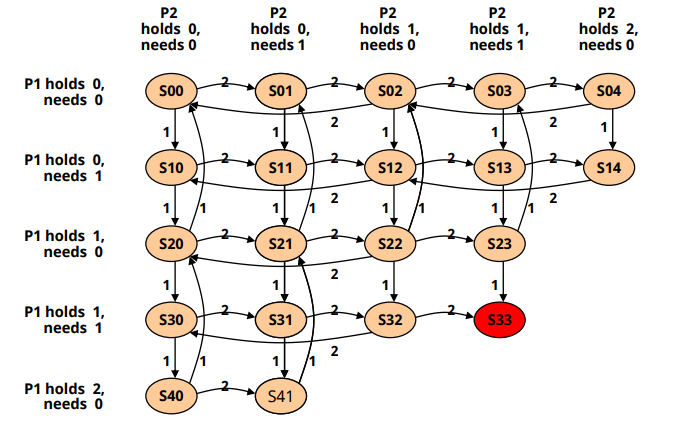 P2 P2 P2 P2 P2
holds 0, holds 0, holds 1, holds 1, holds 2,
needs 0 needs 1 needs 0 needs 1 needs 0
P1 holds 0,
needs 0
S00 2 S01 2 S02 2 S03 2 S04
2 2
1 1 1 1 1
P1 holds 0,
needs 1
S10 2 S11 2 S12 2 S13 2 S14
2 2
1 1 1 1 1 1 1 1
P1 holds 1,
needs 0
S20 2 S21 2 S22 2 S23
2
1 1 1 1
P1 holds 1,
needs 1
S30 2 S31 2 S32 2 S33
2
1 1 1 1
P1 holds 2,
needs 0
S40 2 S41